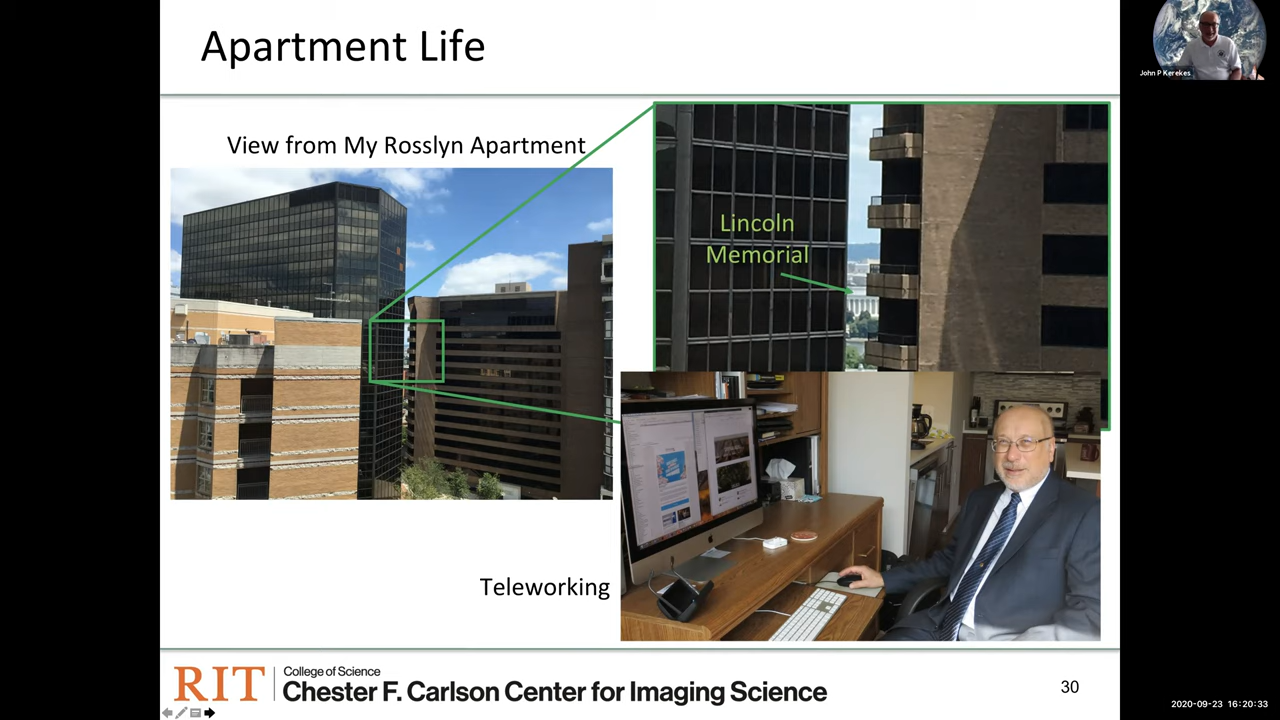 Apartment Life
John P Kerekes
View from My Rosslyn Apartment
Lincoln
Memorial
Teleworking
RIT
College of Science
Chester F. Carlson Center for Imaging Science
30
2020-09-23 16:20:33